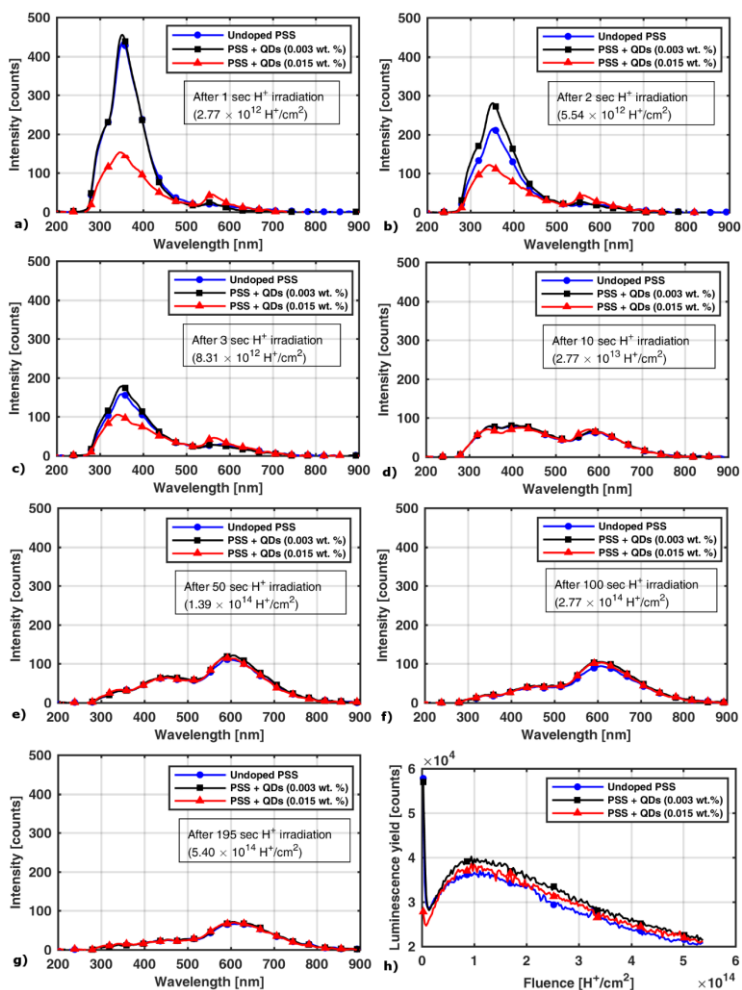 500
400
300
200
100
0
Intensity [counts]
Undoped PSS
PSS + QDs (0.003 wt. %)
PSS + QDs (0.015 wt. %)
After 1 sec H⁺ irradiation
(2.77 × 10¹² H⁺/cm²)
200 300 400 500 600 700 800 900
Wavelength [nm]
a)
500
400
300
200
100
0
Intensity [counts]
Undoped PSS
PSS + QDs (0.003 wt. %)
PSS + QDs (0.015 wt. %)
After 2 sec H⁺ irradiation
(5.54 × 10¹² H⁺/cm²)
200 300 400 500 600 700 800 900
Wavelength [nm]
b)
500
400
300
200
100
0
Intensity [counts]
Undoped PSS
PSS + QDs (0.003 wt. %)
PSS + QDs (0.015 wt. %)
After 3 sec H⁺ irradiation
(8.31 × 10¹² H⁺/cm²)
200 300 400 500 600 700 800 900
Wavelength [nm]
c)
500
400
300
200
100
0
Intensity [counts]
Undoped PSS
PSS + QDs (0.003 wt. %)
PSS + QDs (0.015 wt. %)
After 10 sec H⁺ irradiation
(2.77 × 10¹³ H⁺/cm²)
200 300 400 500 600 700 800 900
Wavelength [nm]
d)
500
400
300
200
100
0
Intensity [counts]
Undoped PSS
PSS + QDs (0.003 wt. %)
PSS + QDs (0.015 wt. %)
After 50 sec H⁺ irradiation
(1.39 × 10¹⁴ H⁺/cm²)
200 300 400 500 600 700 800 900
Wavelength [nm]
e)
500
400
300
200
100
0
Intensity [counts]
Undoped PSS
PSS + QDs (0.003 wt. %)
PSS + QDs (0.015 wt. %)
After 100 sec H⁺ irradiation
(2.77 × 10¹⁴ H⁺/cm²)
200 300 400 500 600 700 800 900
Wavelength [nm]
f)
500
400
300
200
100
0
Intensity [counts]
Undoped PSS
PSS + QDs (0.003 wt. %)
PSS + QDs (0.015 wt. %)
After 195 sec H⁺ irradiation
(5.40 × 10¹⁴ H⁺/cm²)
200 300 400 500 600 700 800 900
Wavelength [nm]
g)
×10⁴
6
5
4
3
2
Luminescence yield [counts]
Undoped PSS
PSS + QDs (0.003 wt.%)
PSS + QDs (0.015 wt.%)
0 1 2 3 4 5 6
Fluence [H⁺/cm²]
×10¹⁴
h)